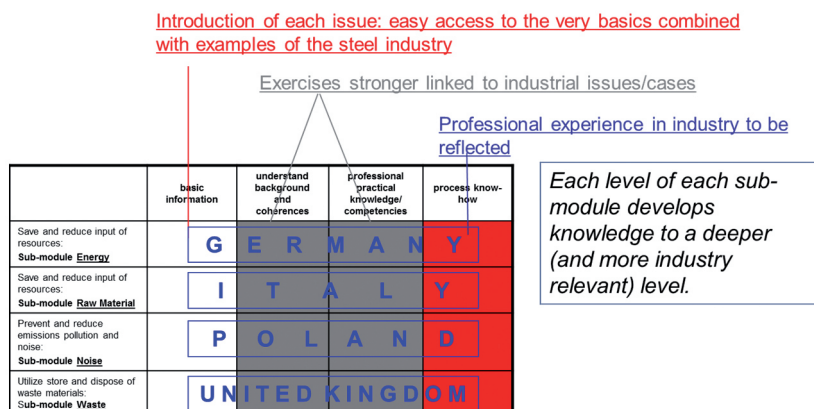 Introduction of each issue: easy access to the very basics combined
with examples of the steel industry
Exercises stronger linked to industrial issues/cases
Professional experience in industry to be
reflected
basic
information
understand
background
and
coherences
professional
practical
knowledge/
competencies
process know-
how
Each level of each sub-
module develops
knowledge to a deeper
(and more industry
relevant) level.
Save and reduce input of
resources:
Sub-module Energy
GERMANY
Save and reduce input of
resources:
Sub-module Raw Material
ITALY
Prevent and reduce
emissions pollution and
noise:
Sub-module Noise
POLAND
Utilize store and dispose of
waste materials:
Sub-module Waste
UNITED KINGDOM